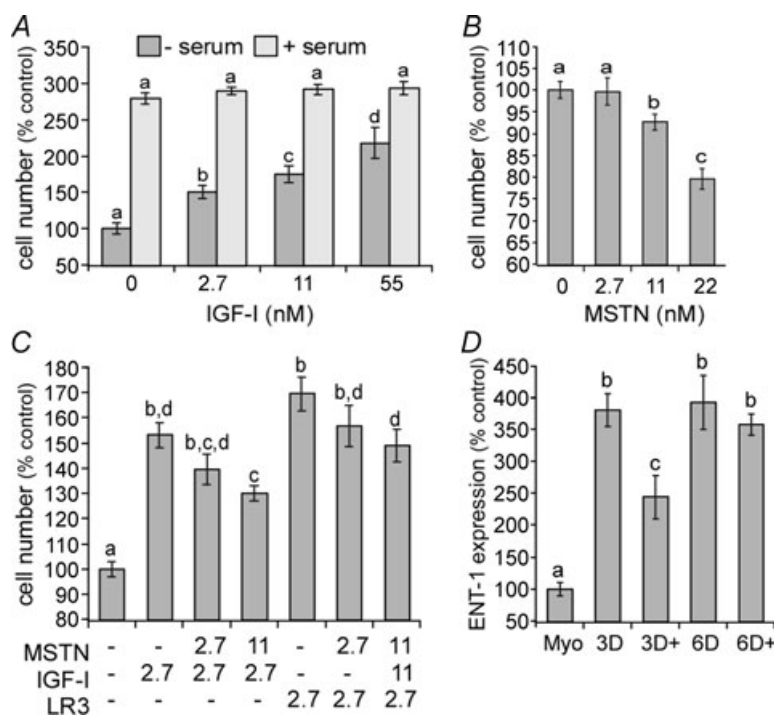 A
- serum + serum
cell number (% control)
350
300
250
200
150
100
50
a a a a
a b c d
0 2.7 11 55
IGF-I (nM)
B
cell number (% control)
110
105
100
95
90
85
80
75
70
65
60
a a b c
0 2.7 11 22
MSTN (nM)
C
cell number (% control)
180
170
160
150
140
130
120
110
100
90
80
a b,d b,c,d c b b,d d
MSTN - - 2.7 11 - 2.7 11
IGF-I - 2.7 2.7 2.7 - - 11
LR3 - - - - 2.7 2.7 2.7
D
ENT-1 expression (% control)
450
400
350
300
250
200
150
100
50
a b c b b
Myo 3D 3D+ 6D 6D+